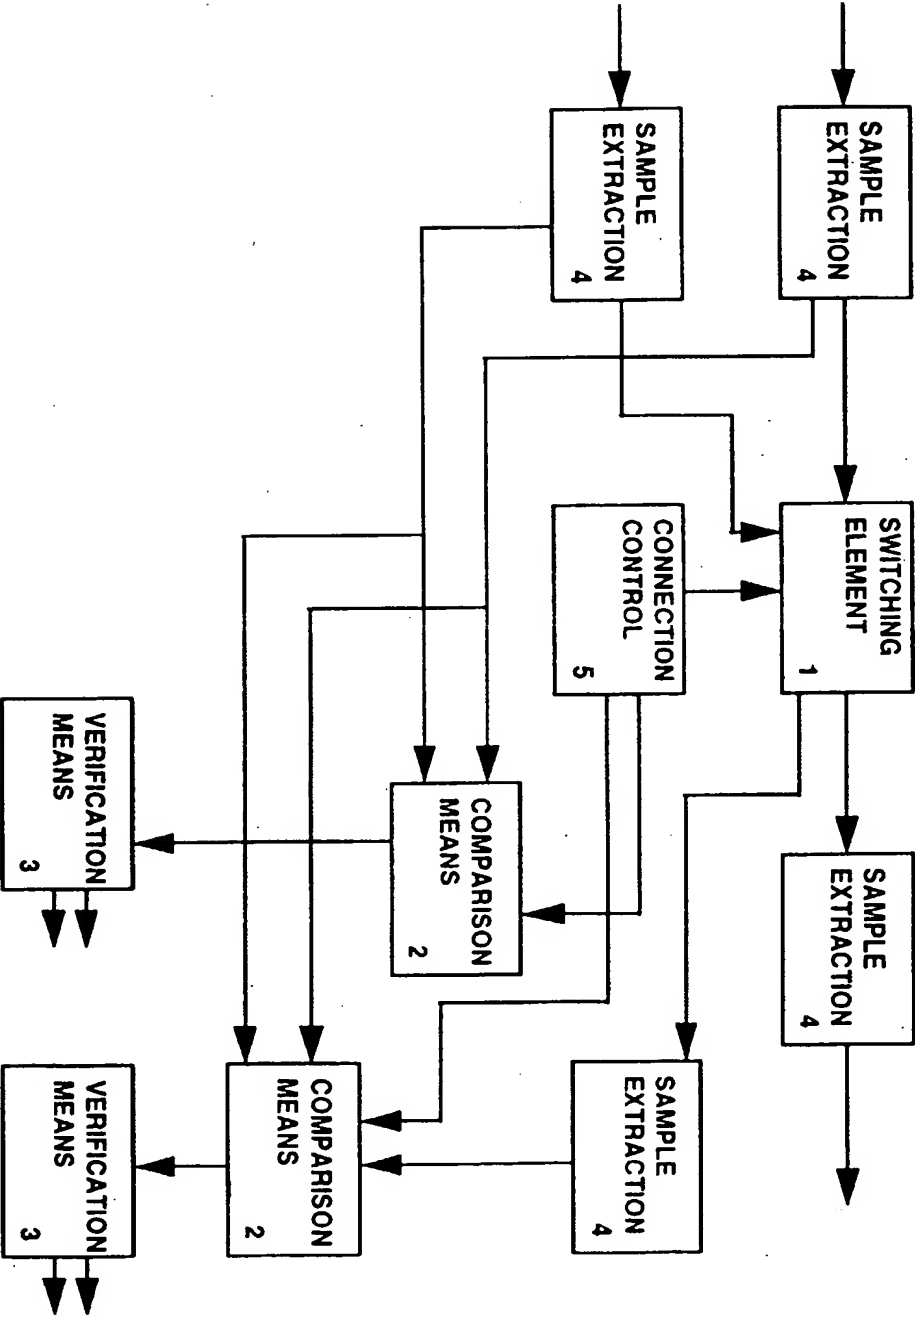 SAMPLE
EXTRACTION
4
SWITCHING
ELEMENT
1
SAMPLE
EXTRACTION
4
SAMPLE
EXTRACTION
4
CONNECTION
CONTROL
5
SAMPLE
EXTRACTION
4
COMPARISON
MEANS
2
COMPARISON
MEANS
2
VERIFICATION
MEANS
3
VERIFICATION
MEANS
3